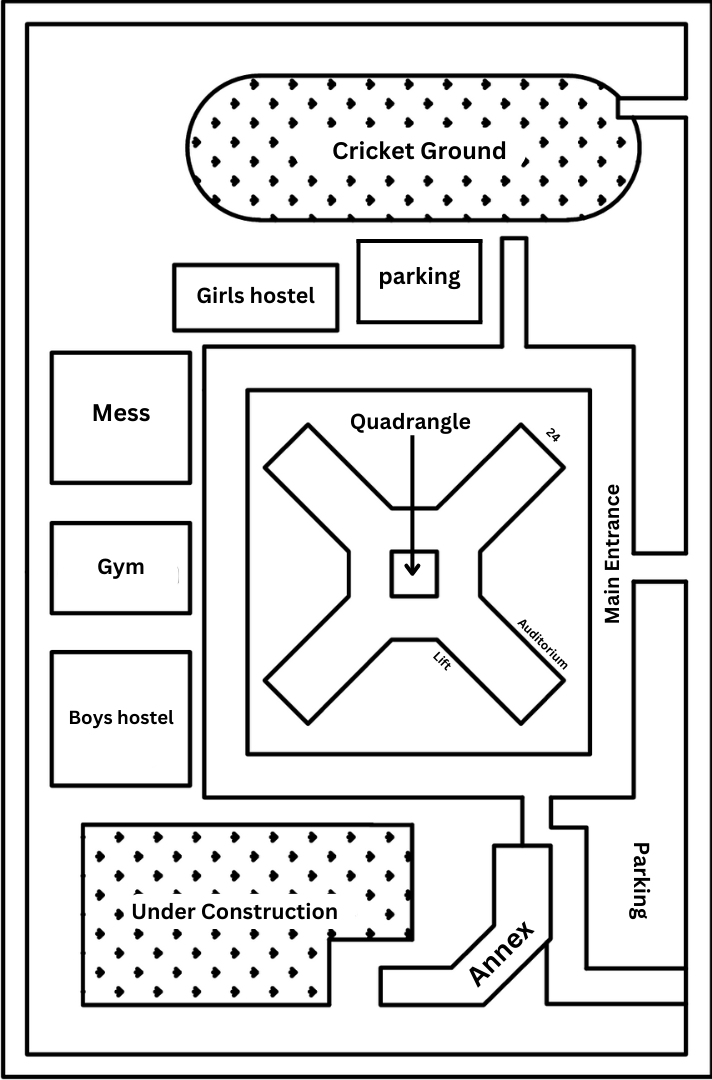 Cricket Ground
parking
Girls hostel
Mess
Quadrangle
24
Main Entrance
Gym
Auditorium
Lift
Boys hostel
Parking
Under Construction
Annex